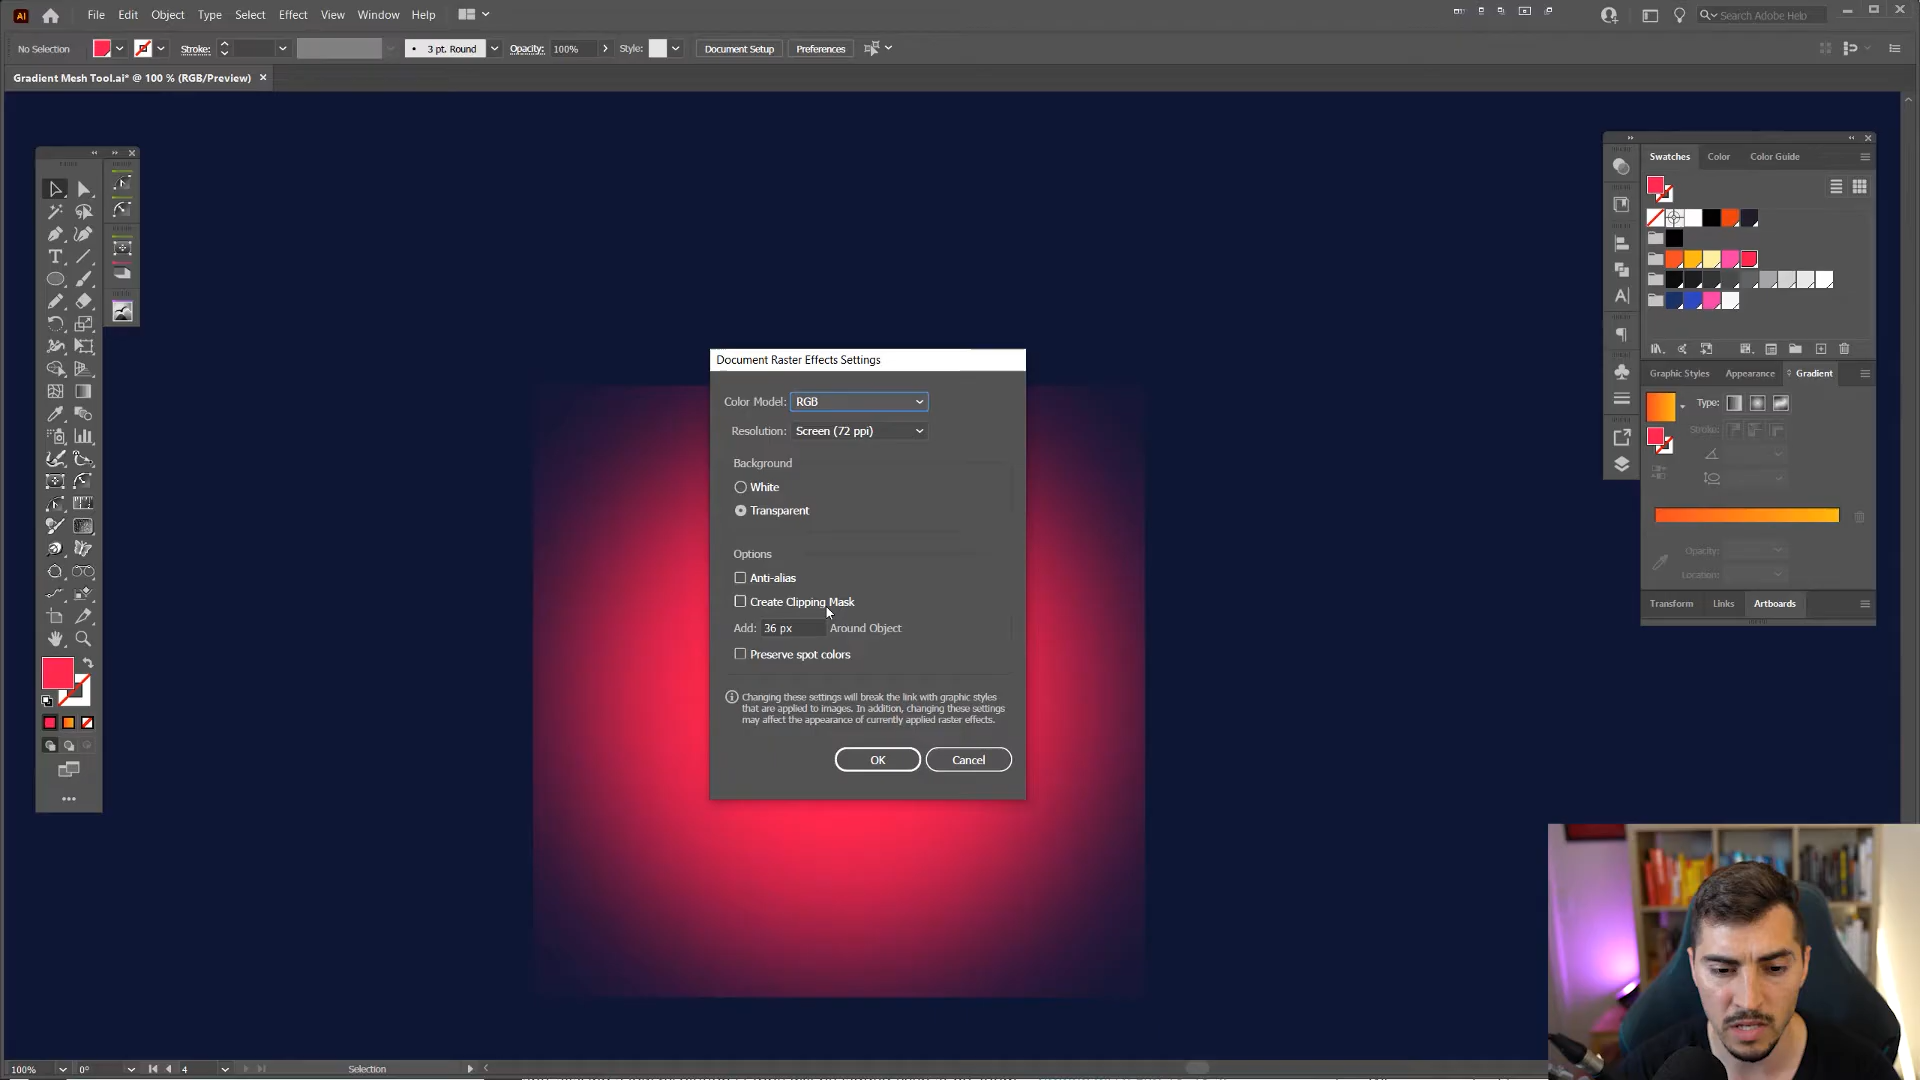 Ai File Edit Object Type Select Effect View Window Help
Search Adobe Help
No Selection Stroke: 3 pt. Round Opacity: 100% Style: Document Setup Preferences
Gradient Mesh Tool.ai* @ 100 % (RGB/Preview) ×
Swatches Color Color Guide
Document Raster Effects Settings
Color Model: RGB
Resolution: Screen (72 ppi)
Background
White
Transparent
Options
Anti-alias
Create Clipping Mask
Add: 36 px Around Object
Preserve spot colors
Changing these settings will break the link with graphic styles
that are applied to images. In addition, changing these settings
may affect the appearance of currently applied raster effects.
OK Cancel
Graphic Styles Appearance Gradient
Type:
Stroke:
Opacity:
Location:
Transform Links Artboards
100% 0° 4 Selection